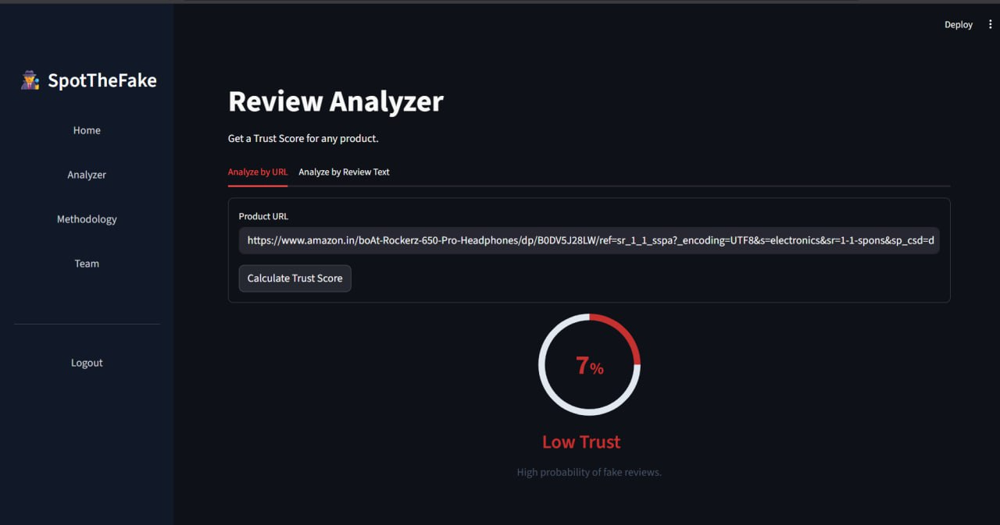 Deploy
SpotTheFake
Home
Analyzer
Methodology
Team
Logout
Review Analyzer
Get a Trust Score for any product.
Analyze by URL Analyze by Review Text
Product URL
https://www.amazon.in/boAt-Rockerz-650-Pro-Headphones/dp/B0DV5J28LW/ref=sr_1_1_sspa?_encoding=UTF8&s=electronics&sr=1-1-spons&sp_csd=d
Calculate Trust Score
7%
Low Trust
High probability of fake reviews.